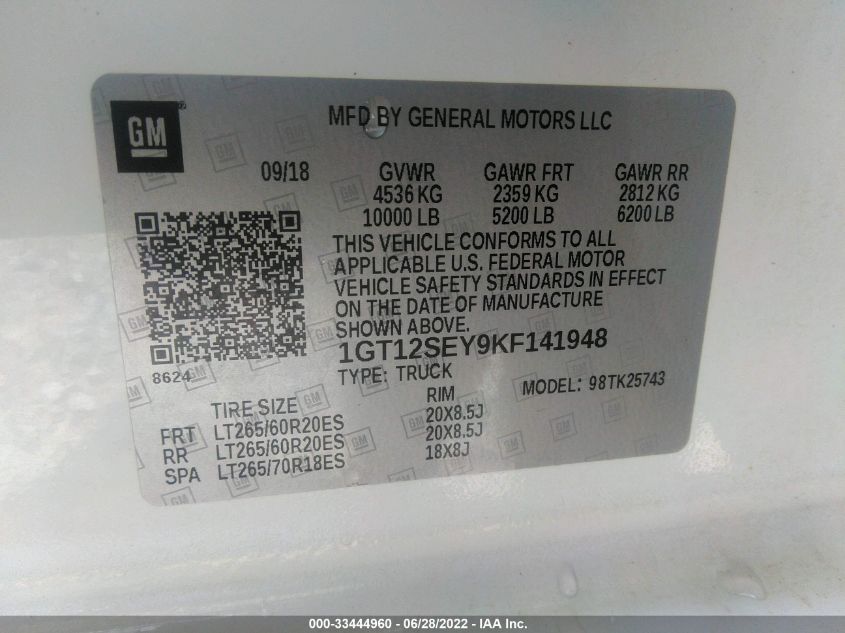 GM
MFD BY GENERAL MOTORS LLC
09/18
GVWR GAWR FRT GAWR RR
4536 KG 2359 KG 2812 KG
10000 LB 5200 LB 6200 LB
THIS VEHICLE CONFORMS TO ALL
APPLICABLE U.S. FEDERAL MOTOR
VEHICLE SAFETY STANDARDS IN EFFECT
ON THE DATE OF MANUFACTURE
SHOWN ABOVE.
8624
1GT12SEY9KF141948
TYPE: TRUCK MODEL: 98TK25743
TIRE SIZE RIM
FRT LT265/60R20ES 20X8.5J
RR LT265/60R20ES 20X8.5J
SPA LT265/70R18ES 18X8J
000-33444960 - 06/28/2022 - IAA Inc.